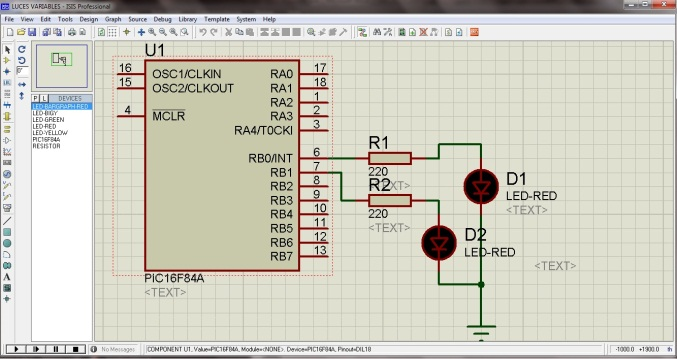 LUCES VARIABLES - ISIS Professional
File View Edit Tools Design Graph Source Debug Library Template System Help
P L DEVICES
LED-BARGRAPH-RED
LED-BIGY
LED-GREEN
LED-RED
LED-YELLOW
PIC16F84A
RESISTOR
U1
16 OSC1/CLKIN RA0 17
15 OSC2/CLKOUT RA1 18
RA2 1
4 MCLR RA3 2
RA4/T0CKI 3
RB0/INT 6
RB1 7
RB2 8
RB3 9
RB4 10
RB5 11
RB6 12
RB7 13
PIC16F84A
<TEXT>
R1
220
<TEXT>
R2
220
<TEXT>
D1
LED-RED
<TEXT>
D2
LED-RED
<TEXT>
No Messages
COMPONENT U1, Value=PIC16F84A, Module=<NONE>, Device=PIC16F84A, Pinout=DIL18
-1000.0 +1900.0 th